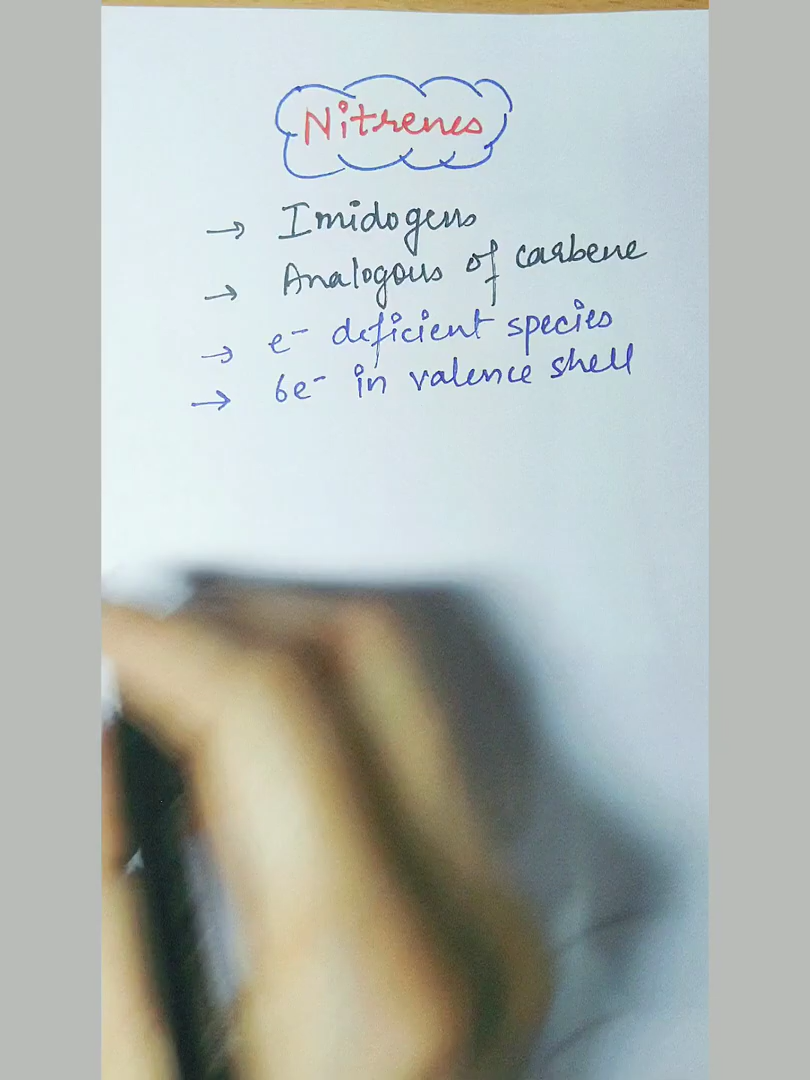 Nitrenes
→ Imidogens
→ Analogous of carbene
→ e⁻ deficient species
→ 6e⁻ in valence shell